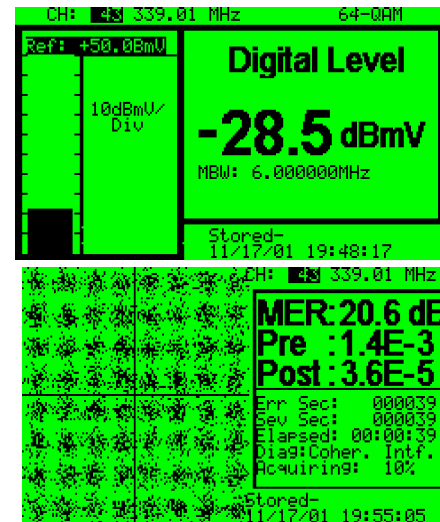 CH: 43 339.01 MHz 64-QAM
Ref: +50.0BmV
Digital Level
10dBmV/
Div
-28.5 dBmV
MBW: 6.000000MHz
Stored-
11/17/01 19:48:17
CH: 43 339.01 MHz
MER:20.6 dB
Pre :1.4E-3
Post:3.6E-5
Err Sec: 000039
Sev Sec: 000039
Elapsed: 00:00:39
Diag:Coher. Intf.
Acquiring: 10%
Stored-
11/17/01 19:55:05